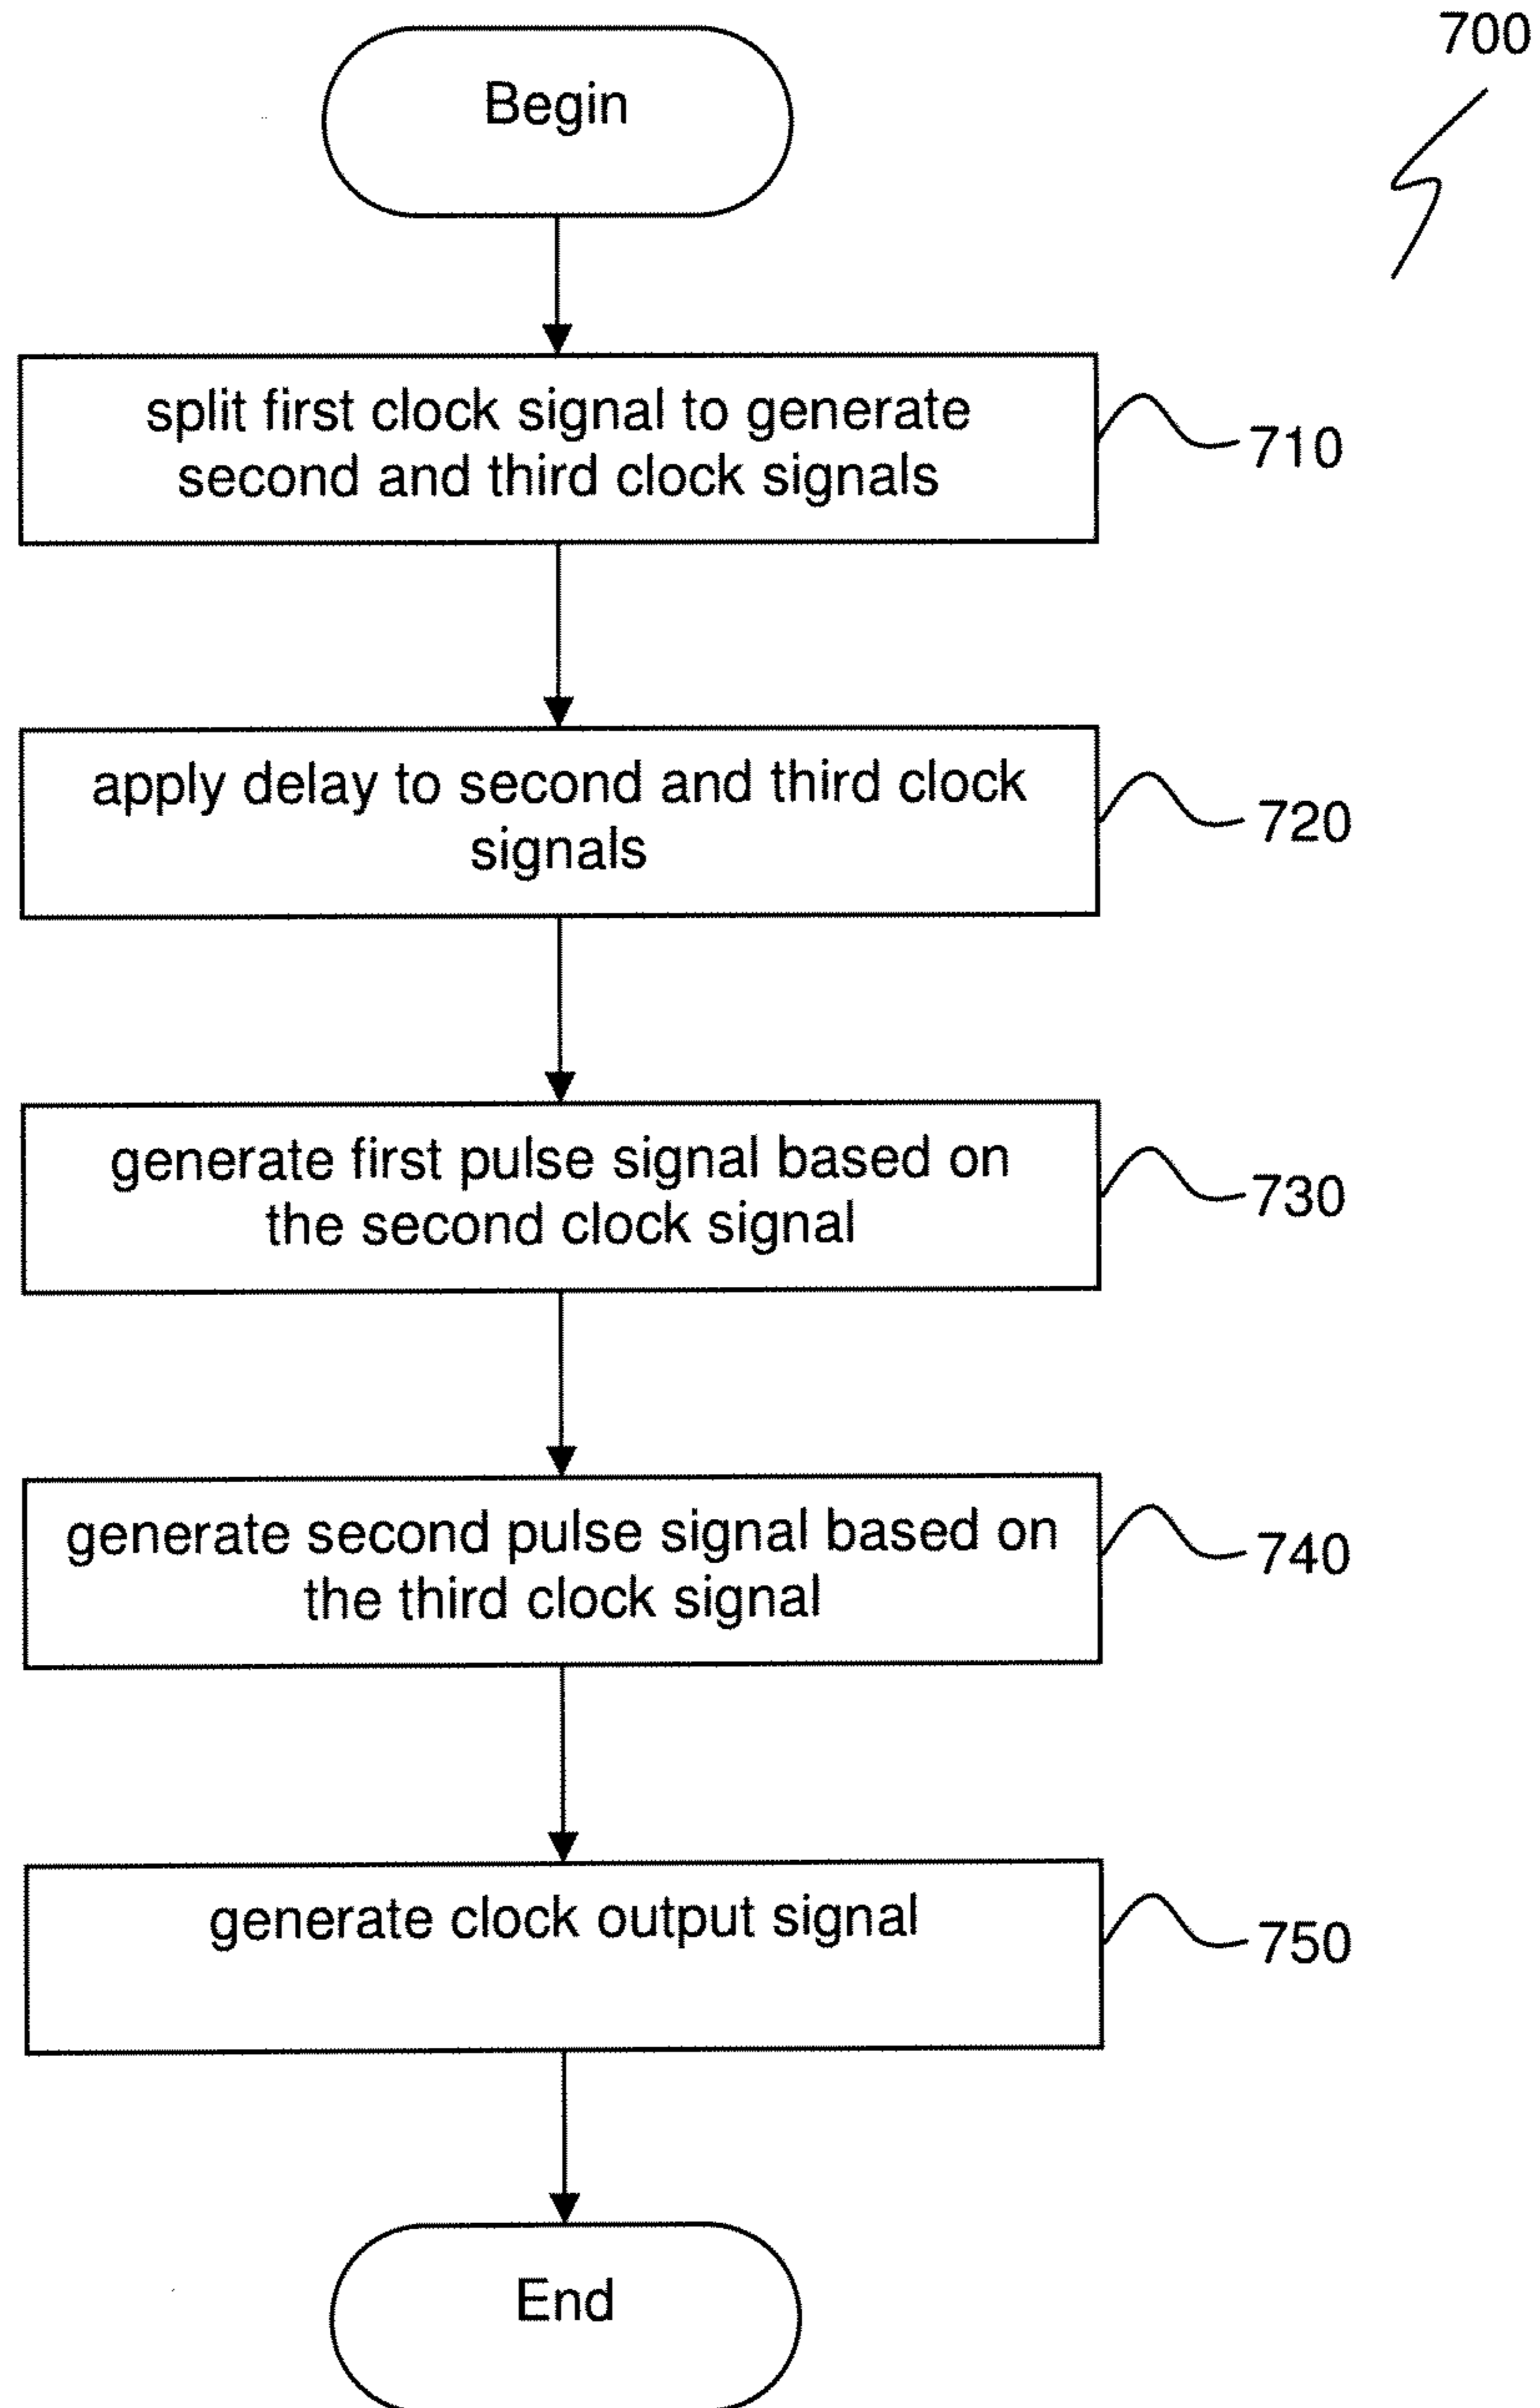 700
Begin
split first clock signal to generate
second and third clock signals
710
apply delay to second and third clock
signals
720
generate first pulse signal based on
the second clock signal
730
generate second pulse signal based on
the third clock signal
740
generate clock output signal
750
End